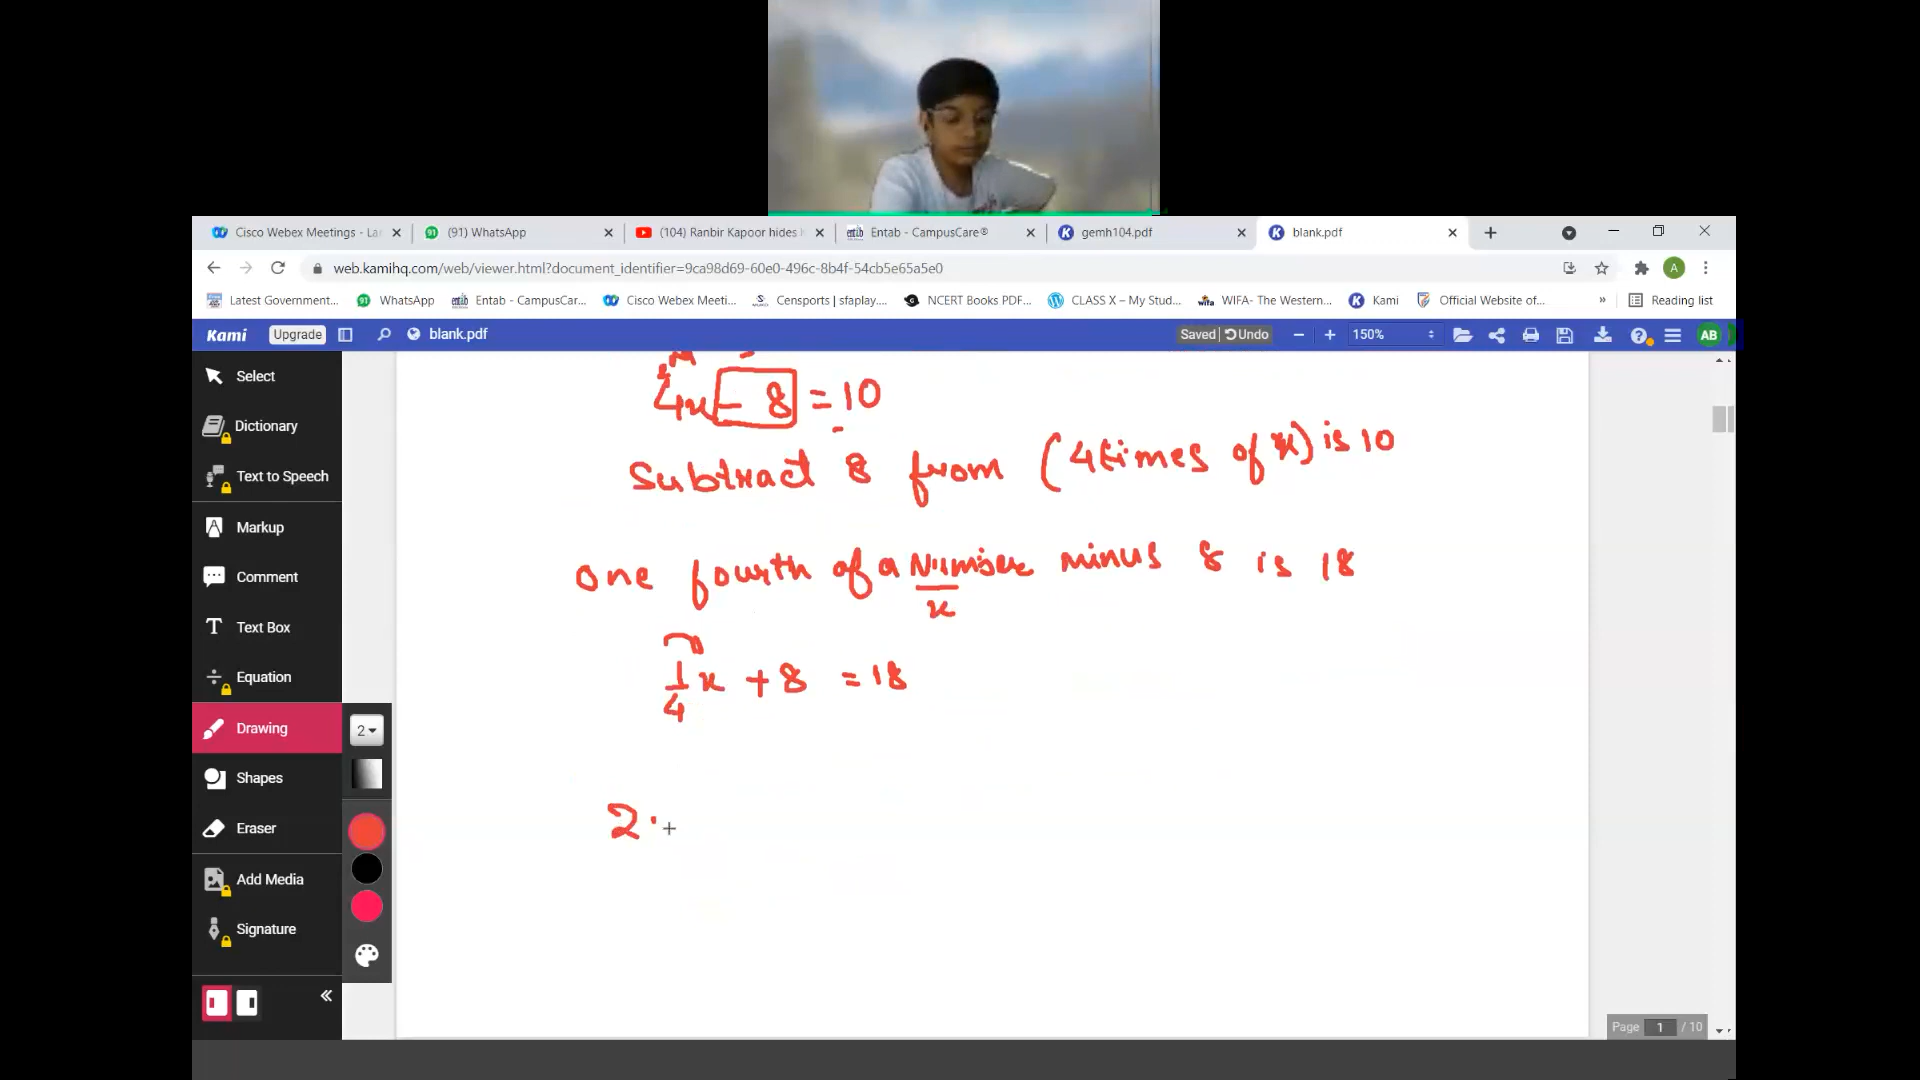 Cisco Webex Meetings - La
(91) WhatsApp
(104) Ranbir Kapoor hides
Entab - CampusCare®
gemh104.pdf
blank.pdf
web.kamihq.com/web/viewer.html?document_identifier=9ca98d69-60e0-496c-8b4f-54cb5e65a5e0
A
Latest Government...
WhatsApp
Entab - CampusCar...
Cisco Webex Meeti...
Censports | sfaplay....
NCERT Books PDF...
CLASS X – My Stud...
WIFA- The Western...
Kami
Official Website of...
Reading list
Kami
Upgrade
blank.pdf
Saved
Undo
150%
AB
Select
Dictionary
Text to Speech
Markup
Comment
Text Box
Equation
Drawing
Shapes
Eraser
Add Media
Signature
2
4x - 8 = 10
Subtract 8 from (4 times of x) is 10
one fourth of a Number minus 8 is 18
x
1/4 x + 8 = 18
2.
Page 1 / 10